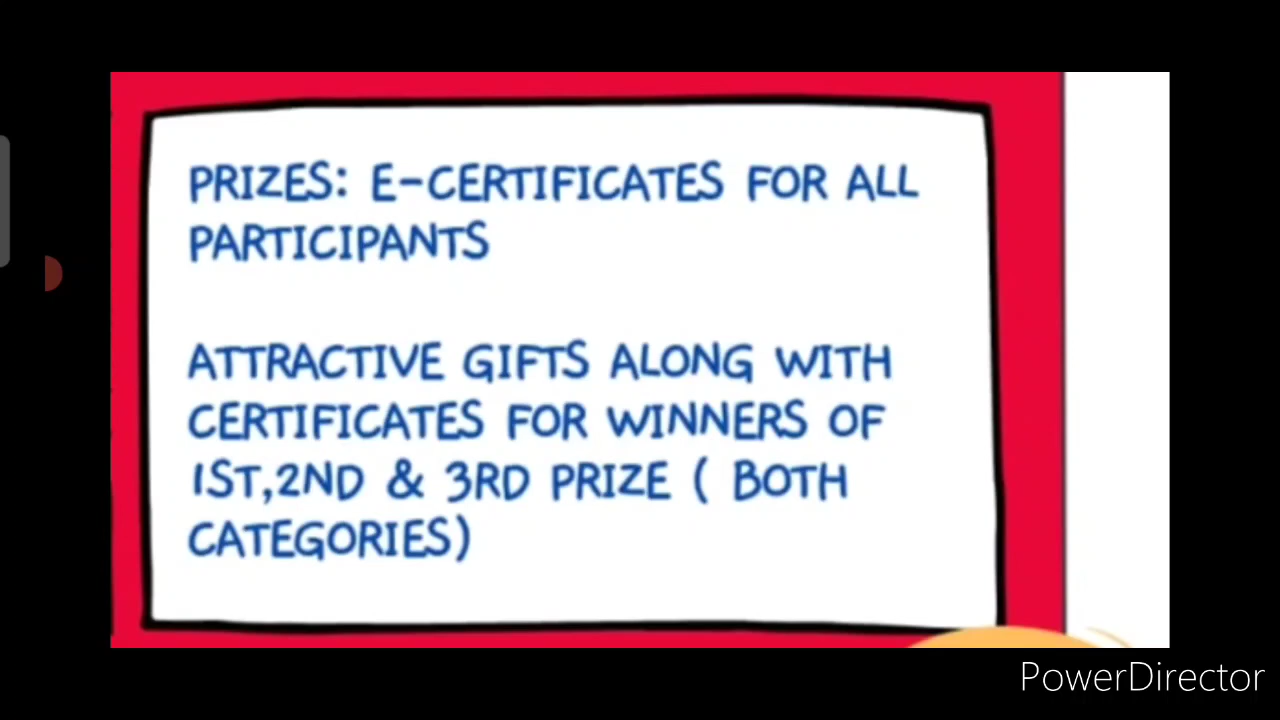 PRIZES: E-CERTIFICATES FOR ALL
PARTICIPANTS
ATTRACTIVE GIFTS ALONG WITH
CERTIFICATES FOR WINNERS OF
1ST,2ND & 3RD PRIZE ( BOTH
CATEGORIES)
PowerDirector